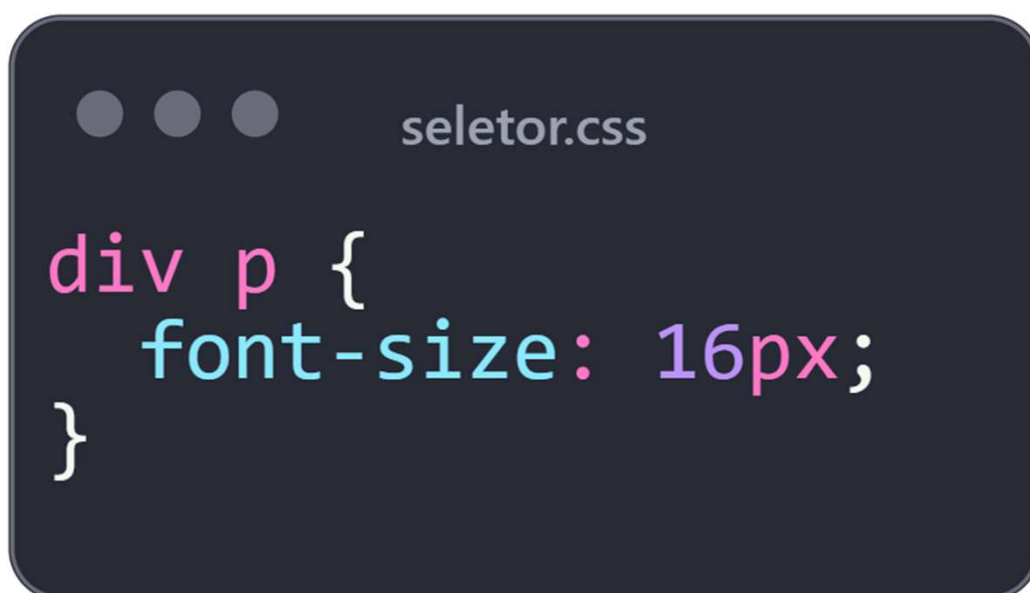 seletor.css
div p {
  font-size: 16px;
}